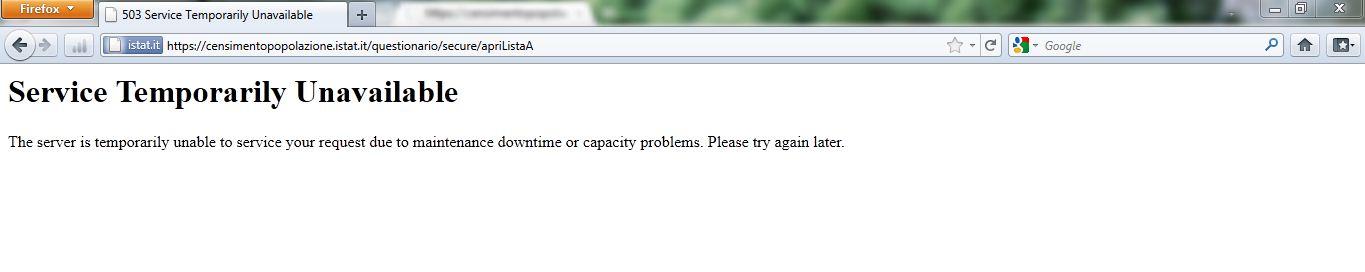 Firefox
503 Service Temporarily Unavailable
istat.it https://censimentopopolazione.istat.it/questionario/secure/apriListaA
Google
Service Temporarily Unavailable
The server is temporarily unable to service your request due to maintenance downtime or capacity problems. Please try again later.